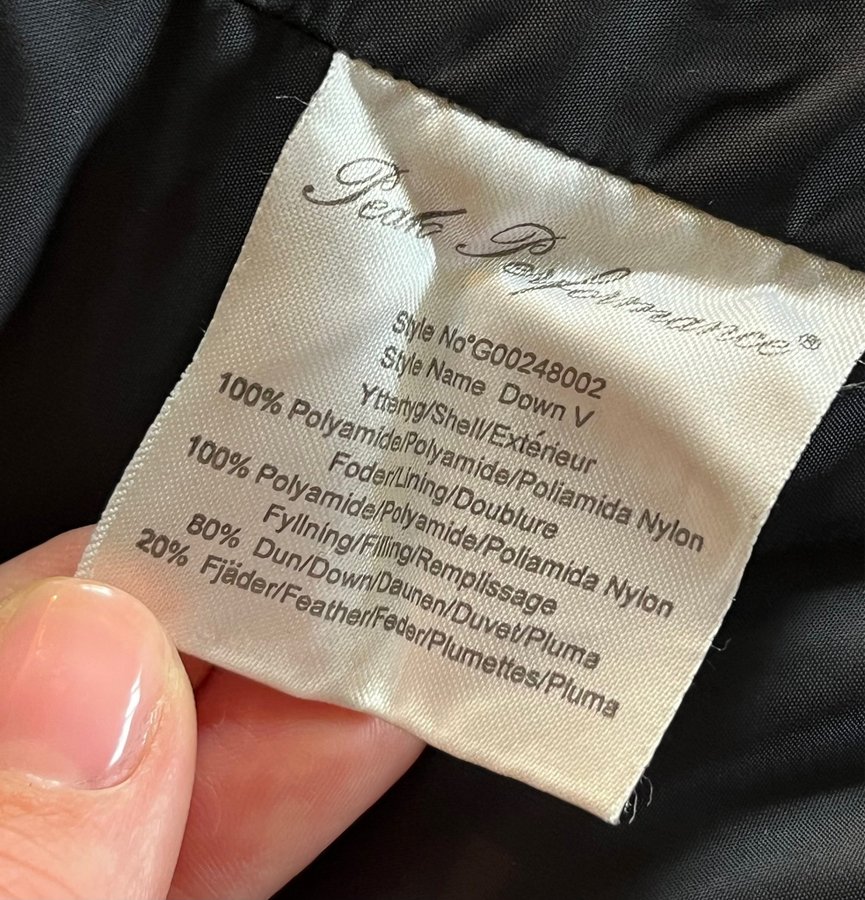 Peak Performance®
Style No°G00248002
Style Name Down V
Yttertyg/Shell/Extérieur
100% Polyamide/Polyamide/Poliamida Nylon
Foder/Lining/Doublure
100% Polyamide/Polyamide/Poliamida Nylon
Fyllning/Filling/Remplissage
80% Dun/Down/Daunen/Duvet/Pluma
20% Fjäder/Feather/Feder/Plumettes/Pluma